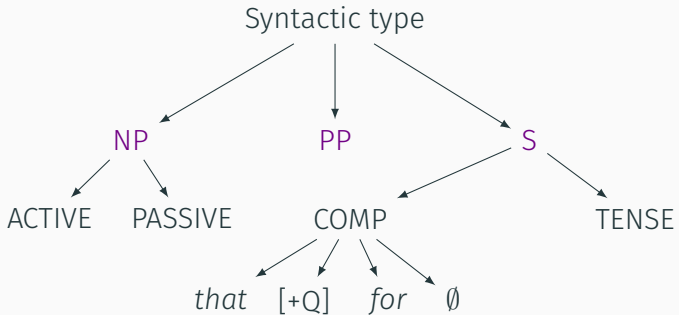 Syntactic type
NP PP S
ACTIVE PASSIVE COMP TENSE
that [+Q] for ∅